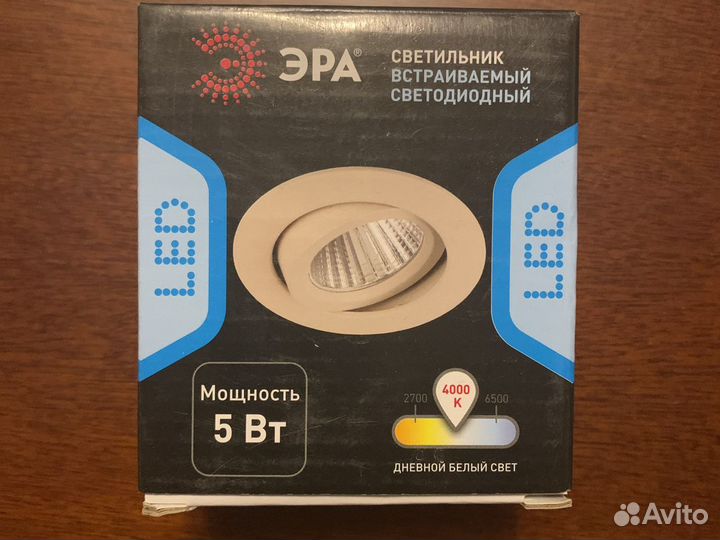 ЭРА®
СВЕТИЛЬНИК
ВСТРАИВАЕМЫЙ
СВЕТОДИОДНЫЙ
LED
LED
Мощность
5 Вт
2700
4000
K
6500
ДНЕВНОЙ БЕЛЫЙ СВЕТ
Avito